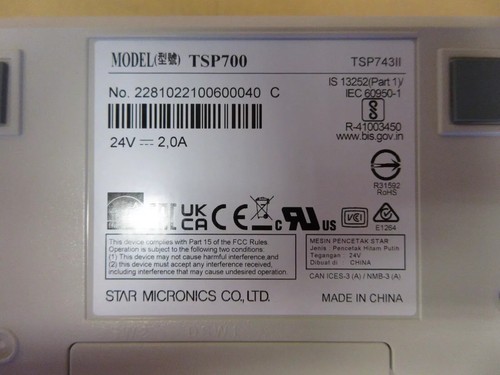 MODEL(型號) TSP700
TSP743II
No. 2281022100600040 C
24V ⎓ 2,0A
IS 13252(Part 1)/
IEC 60950-1
R-41003450
www.bis.gov.in
R31592
RoHS
UK
CA
CE
c US
VCI
E1264
This device complies with Part 15 of the FCC Rules
Operation is subject to the following two conditions:
(1) this device may not cause harmful interference,and
(2) this device must accept any interference received,
including interference that may cause undesired operation.
MESIN PENCETAK STAR
Jenis : Pencetak Hitam Putih
Tegangan : 24V
Dibuat di : CHINA
CAN ICES-3 (A) / NMB-3 (A)
STAR MICRONICS CO., LTD.
MADE IN CHINA